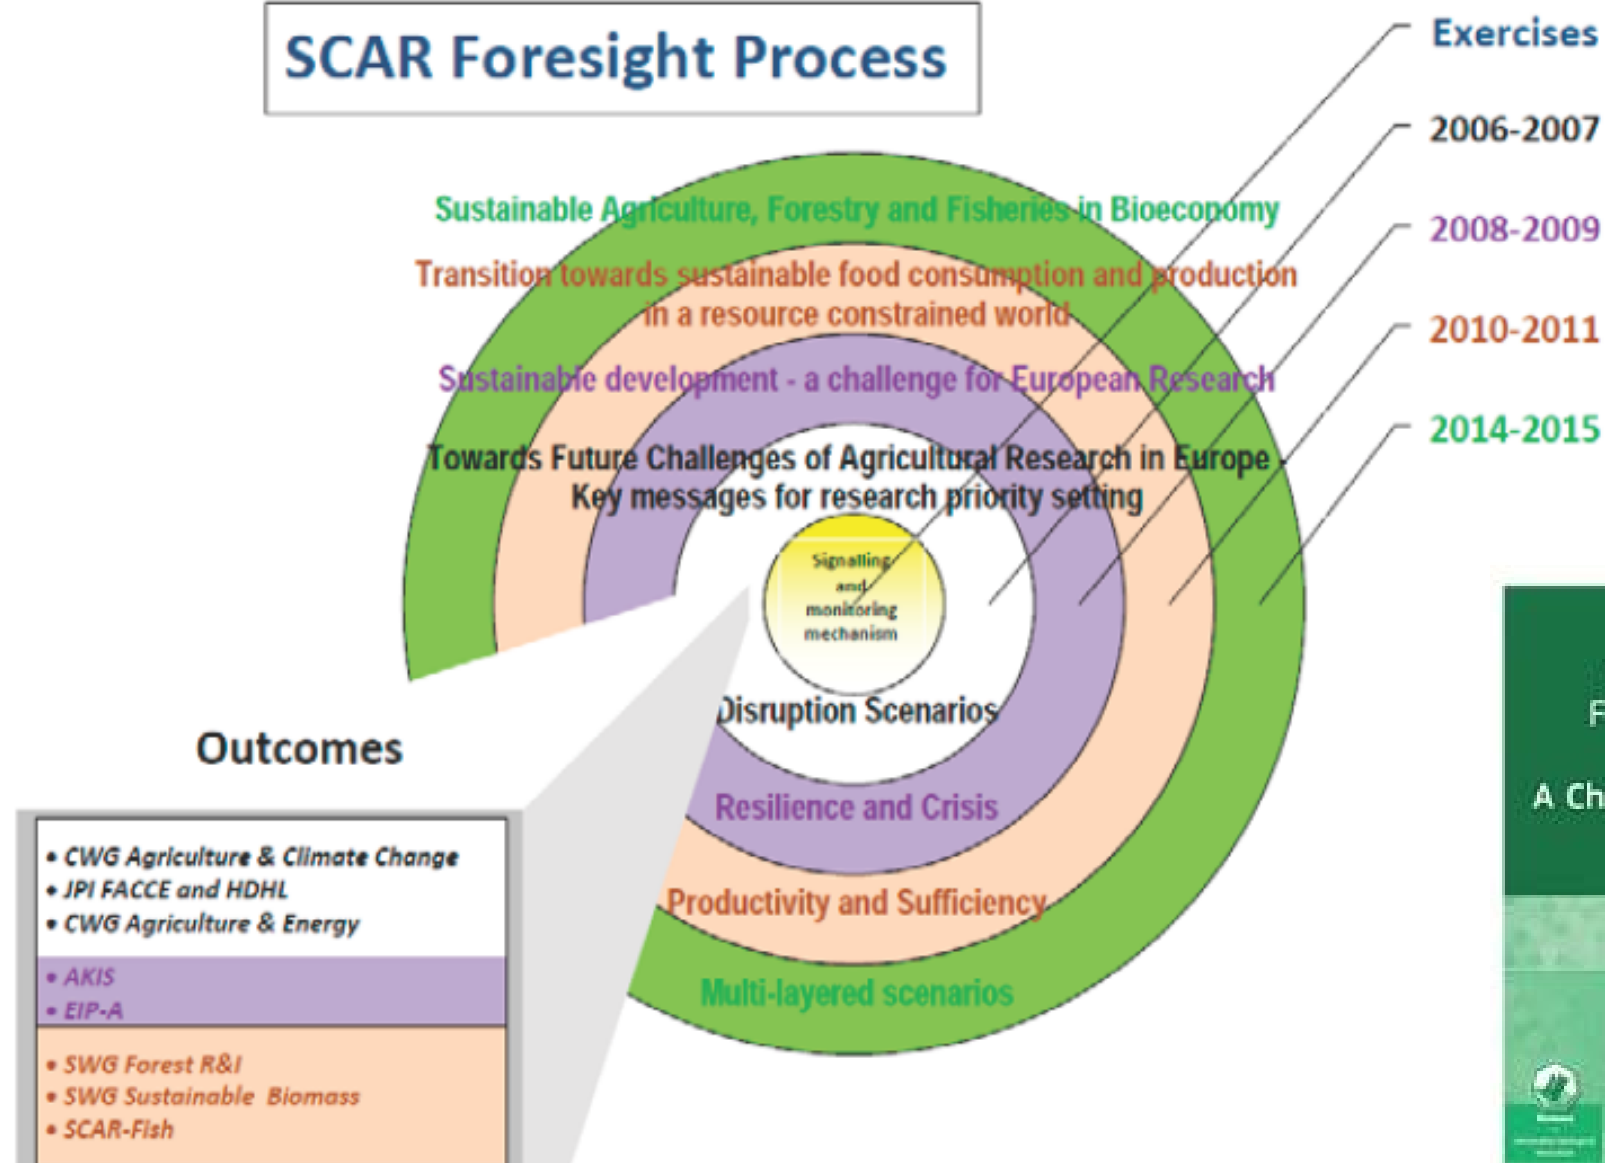 SCAR Foresight Process
Exercises
2006-2007
2008-2009
2010-2011
2014-2015
Sustainable Agriculture, Forestry and Fisheries in Bioeconomy
Transition towards sustainable food consumption and production
in a resource constrained world
Sustainable development - a challenge for European Research
Towards Future Challenges of Agricultural Research in Europe -
Key messages for research priority setting
Signalling
and
monitoring
mechanism
Disruption Scenarios
Resilience and Crisis
Productivity and Sufficiency
Multi-layered scenarios
Outcomes
• CWG Agriculture & Climate Change
• JPI FACCE and HDHL
• CWG Agriculture & Energy
• AKIS
• EIP-A
• SWG Forest R&I
• SWG Sustainable Biomass
• SCAR-Fish
F
A Ch